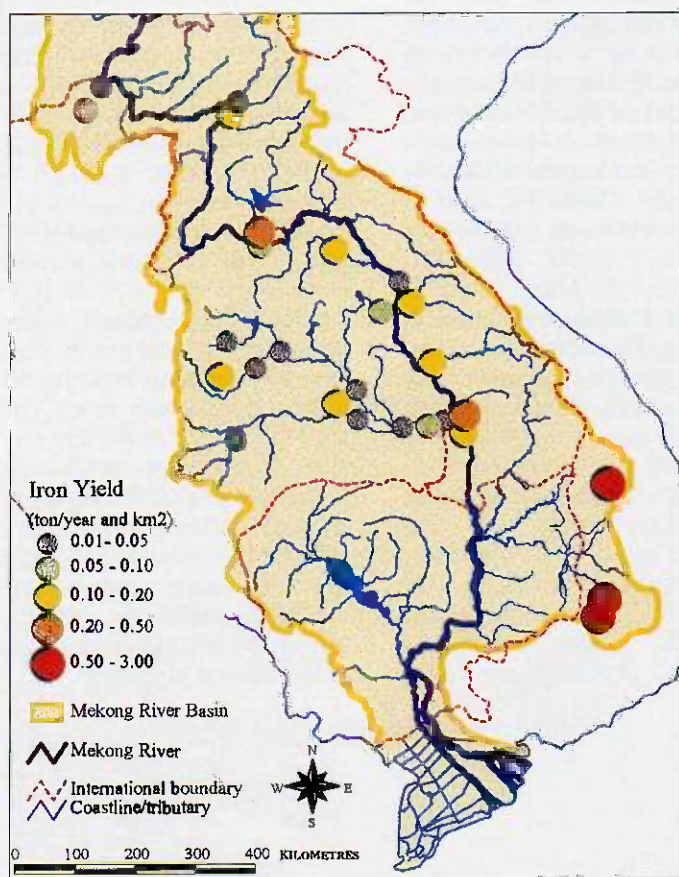 Iron Yield
(ton/year and km2)
0.01 - 0.05
0.05 - 0.10
0.10 - 0.20
0.20 - 0.50
0.50 - 3.00
Mekong River Basin
Mekong River
International boundary
Coastline/tributary
N
W E
S
0 100 200 300 400 KILOMETRES